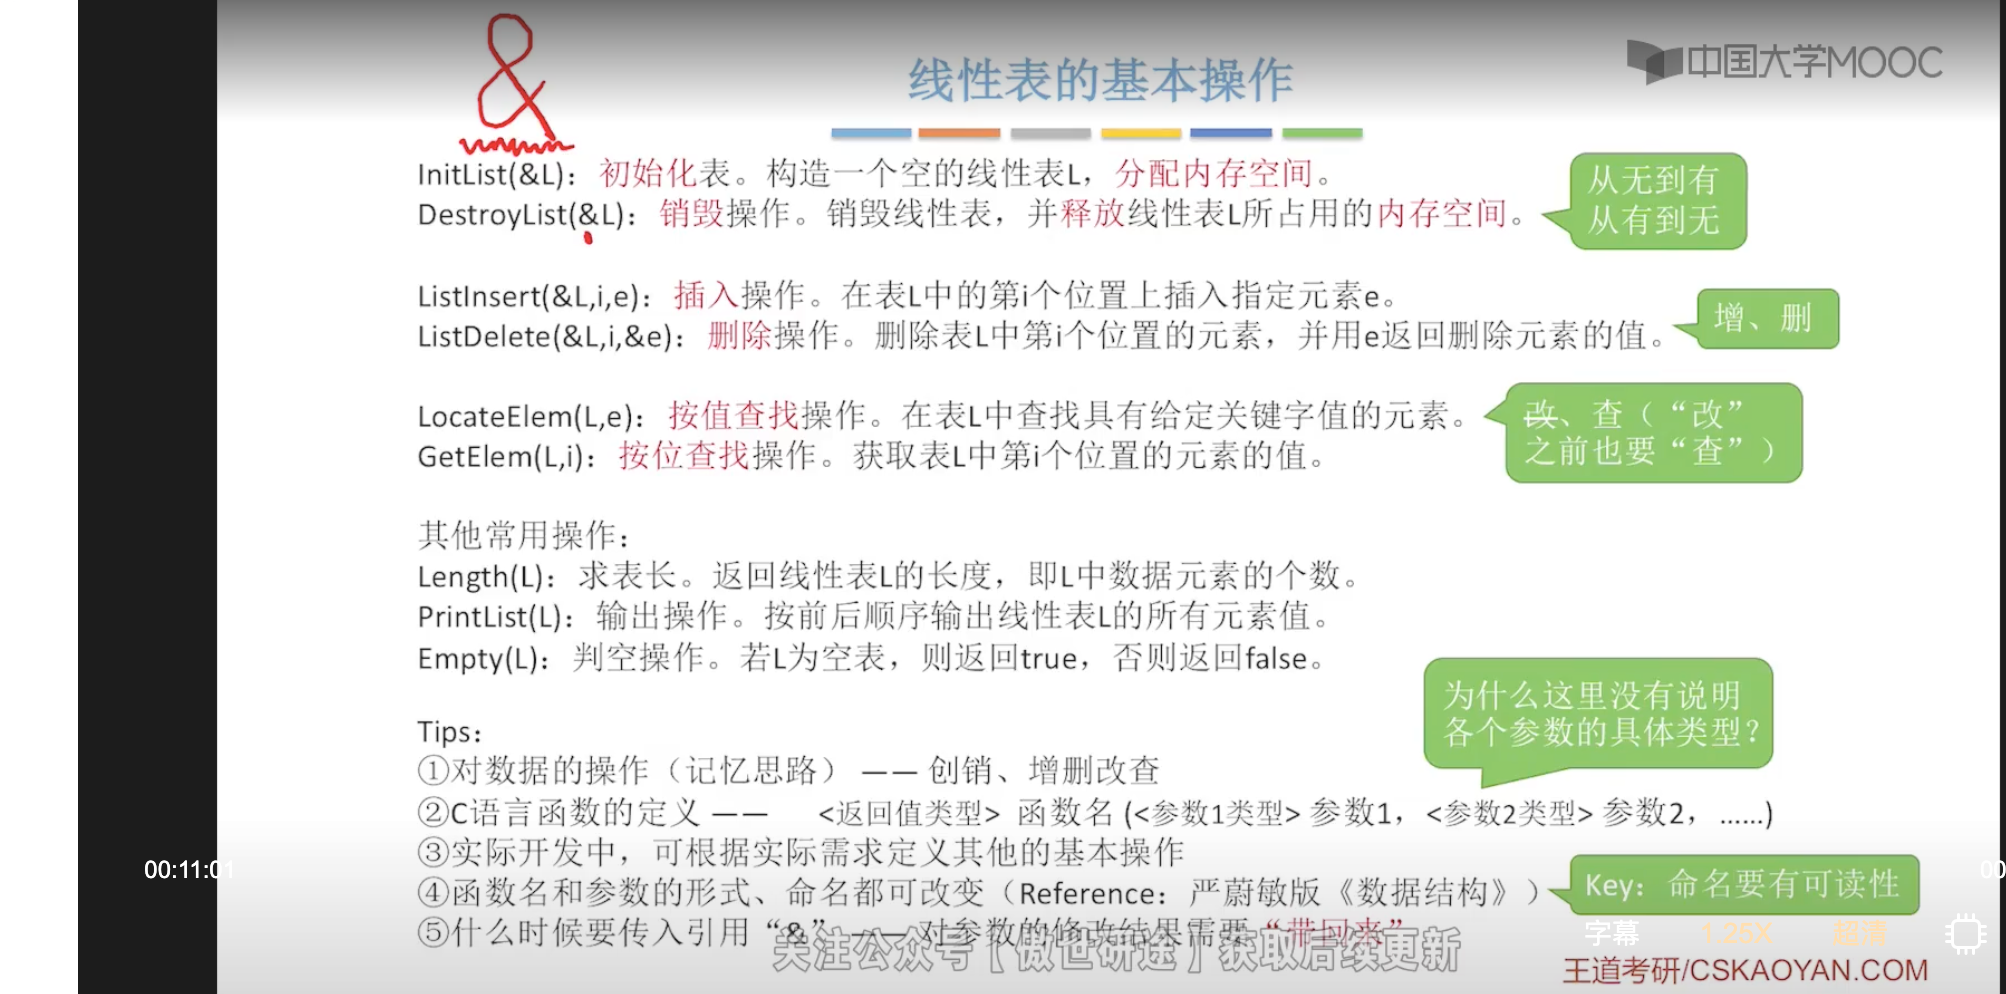 &
中国大学MOOC
线性表的基本操作
InitList(&L)：初始化表。构造一个空的线性表L，分配内存空间。
DestroyList(&L)：销毁操作。销毁线性表，并释放线性表L所占用的内存空间。
从无到有
从有到无
ListInsert(&L,i,e)：插入操作。在表L中的第i个位置上插入指定元素e。
ListDelete(&L,i,&e)：删除操作。删除表L中第i个位置的元素，并用e返回删除元素的值。
增、删
LocateElem(L,e)：按值查找操作。在表L中查找具有给定关键字值的元素。
GetElem(L,i)：按位查找操作。获取表L中第i个位置的元素的值。
改、查（“改”
之前也要“查”）
其他常用操作：
Length(L)：求表长。返回线性表L的长度，即L中数据元素的个数。
PrintList(L)：输出操作。按前后顺序输出线性表L的所有元素值。
Empty(L)：判空操作。若L为空表，则返回true，否则返回false。
为什么这里没有说明
各个参数的具体类型？
Tips：
①对数据的操作（记忆思路） —— 创销、增删改查
②C语言函数的定义 —— <返回值类型> 函数名 (<参数1类型> 参数1，<参数2类型> 参数2，……)
③实际开发中，可根据实际需求定义其他的基本操作
④函数名和参数的形式、命名都可改变（Reference：严蔚敏版《数据结构》）
Key：命名要有可读性
⑤什么时候要传入引用“&” —— 对参数的修改结果需要“带回来”
关注公众号【傲世研途】获取后续更新
00:11:01
00
字幕
1.25X
超清
王道考研/CSKAOYAN.COM